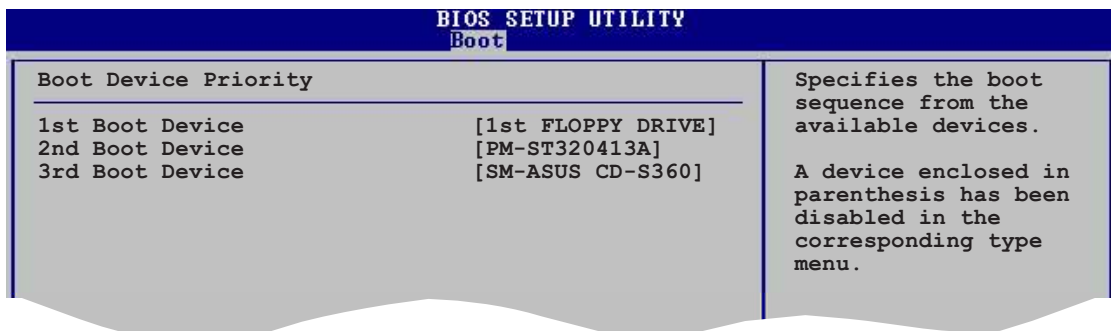 BIOS SETUP UTILITY
Boot
Boot Device Priority
1st Boot Device [1st FLOPPY DRIVE]
2nd Boot Device [PM-ST320413A]
3rd Boot Device [SM-ASUS CD-S360]
Specifies the boot
sequence from the
available devices.
A device enclosed in
parenthesis has been
disabled in the
corresponding type
menu.